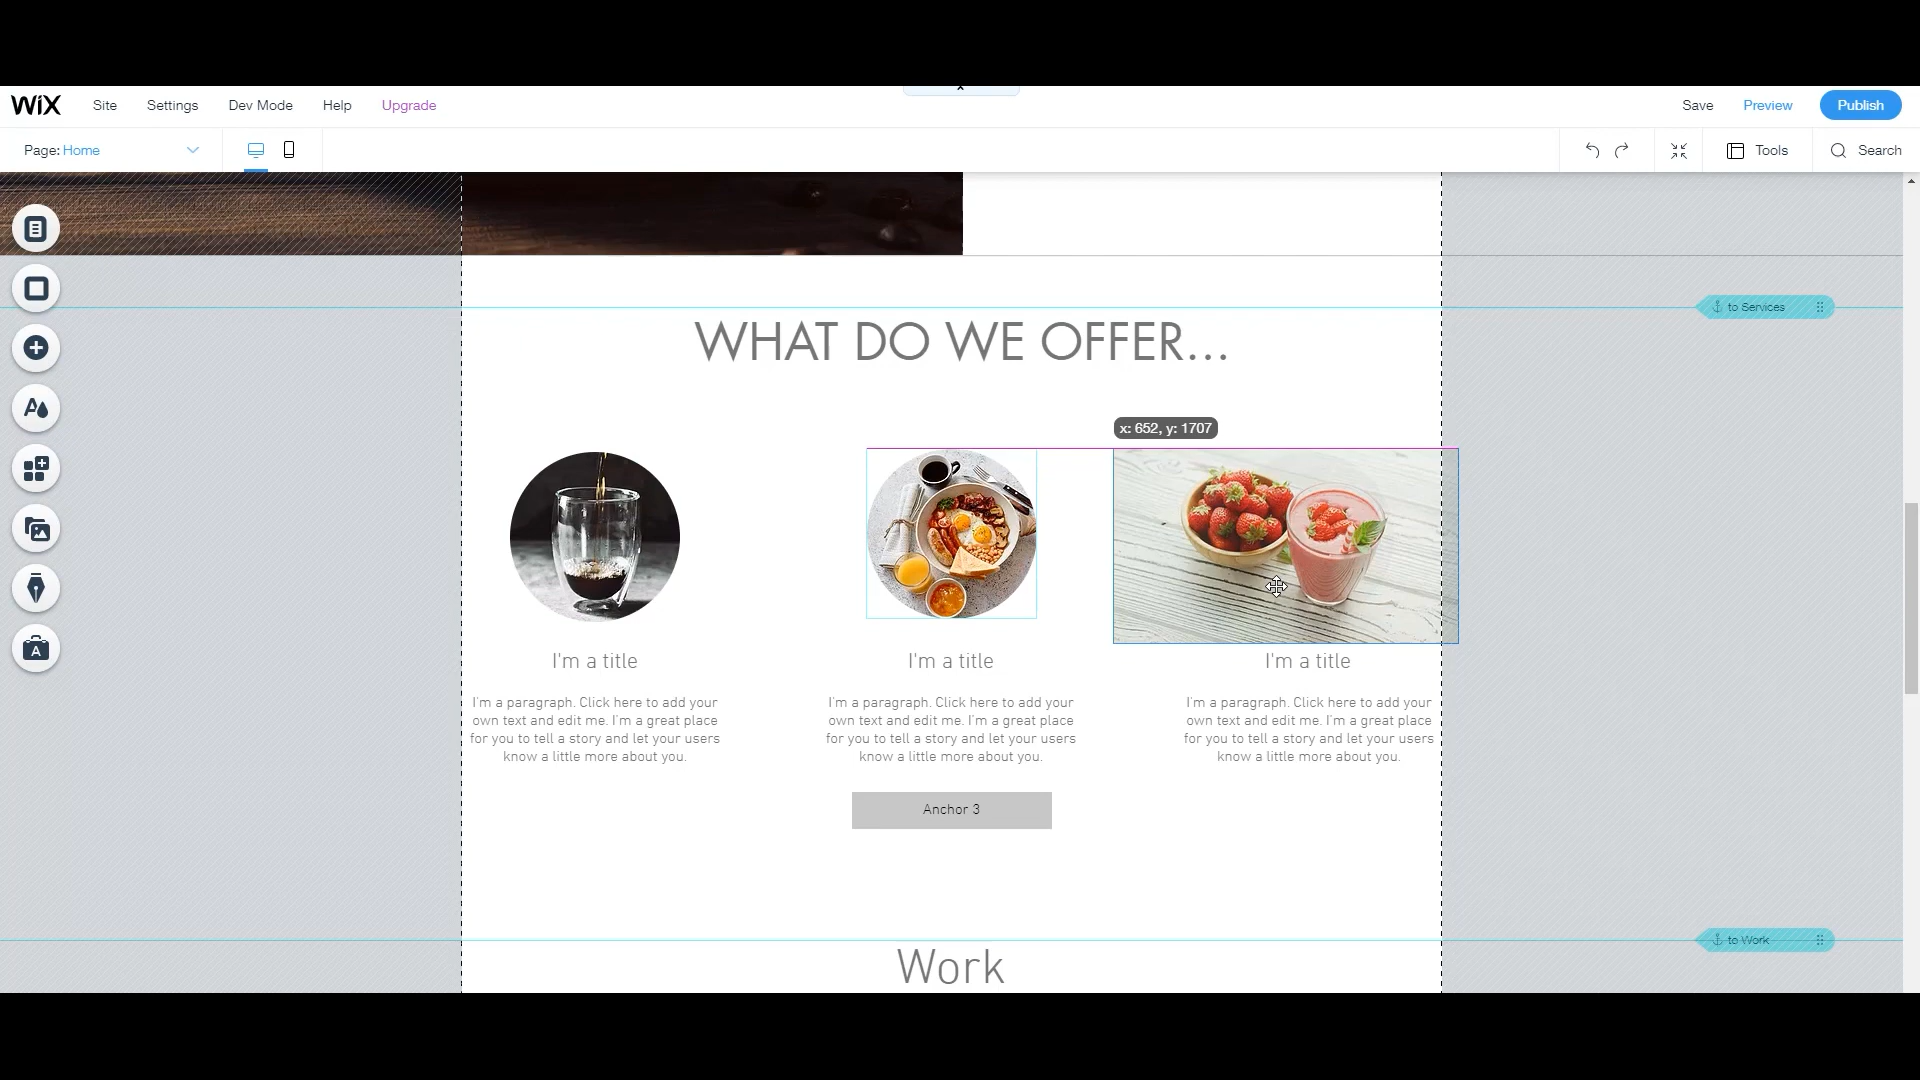 WiX
Site
Settings
Dev Mode
Help
Upgrade
Save
Preview
Publish
Page: Home
Tools
Search
to Services
WHAT DO WE OFFER...
x: 652, y: 1707
I'm a title
I'm a title
I'm a title
I'm a paragraph. Click here to add your
own text and edit me. I'm a great place
for you to tell a story and let your users
know a little more about you.
I'm a paragraph. Click here to add your
own text and edit me. I'm a great place
for you to tell a story and let your users
know a little more about you.
I'm a paragraph. Click here to add your
own text and edit me. I'm a great place
for you to tell a story and let your users
know a little more about you.
Anchor 3
to Work
Work